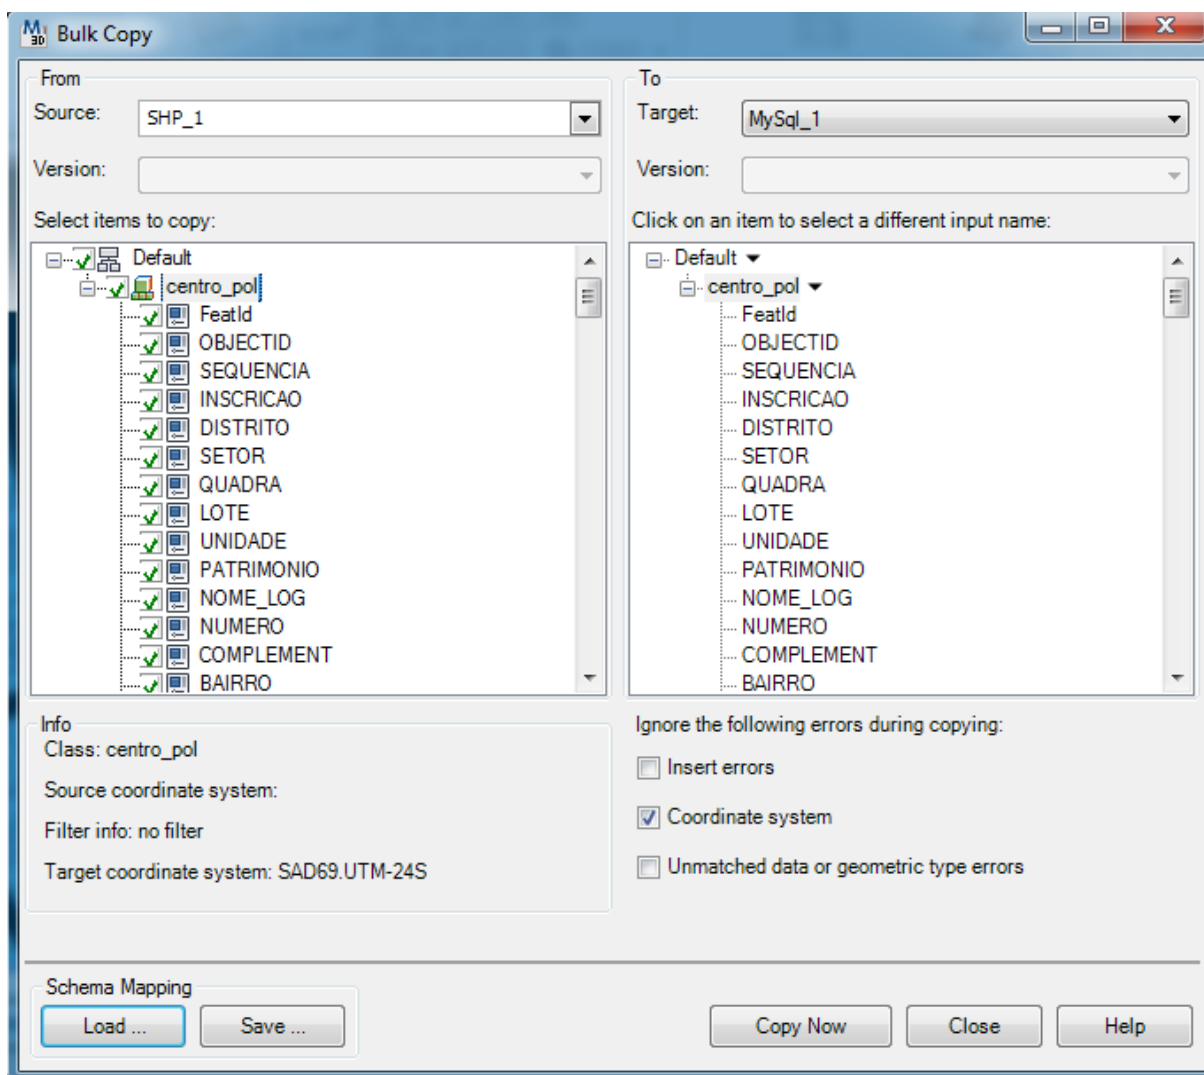 M 3D Bulk Copy
From
Source: SHP_1
Version:
Select items to copy:
Default
centro_pol
FeatId
OBJECTID
SEQUENCIA
INSCRICAO
DISTRITO
SETOR
QUADRA
LOTE
UNIDADE
PATRIMONIO
NOME_LOG
NUMERO
COMPLEMENT
BAIRRO
To
Target: MySql_1
Version:
Click on an item to select a different input name:
Default
centro_pol
FeatId
OBJECTID
SEQUENCIA
INSCRICAO
DISTRITO
SETOR
QUADRA
LOTE
UNIDADE
PATRIMONIO
NOME_LOG
NUMERO
COMPLEMENT
BAIRRO
Info
Class: centro_pol
Source coordinate system:
Filter info: no filter
Target coordinate system: SAD69.UTM-24S
Ignore the following errors during copying:
Insert errors
Coordinate system
Unmatched data or geometric type errors
Schema Mapping
Load ... Save ... Copy Now Close Help